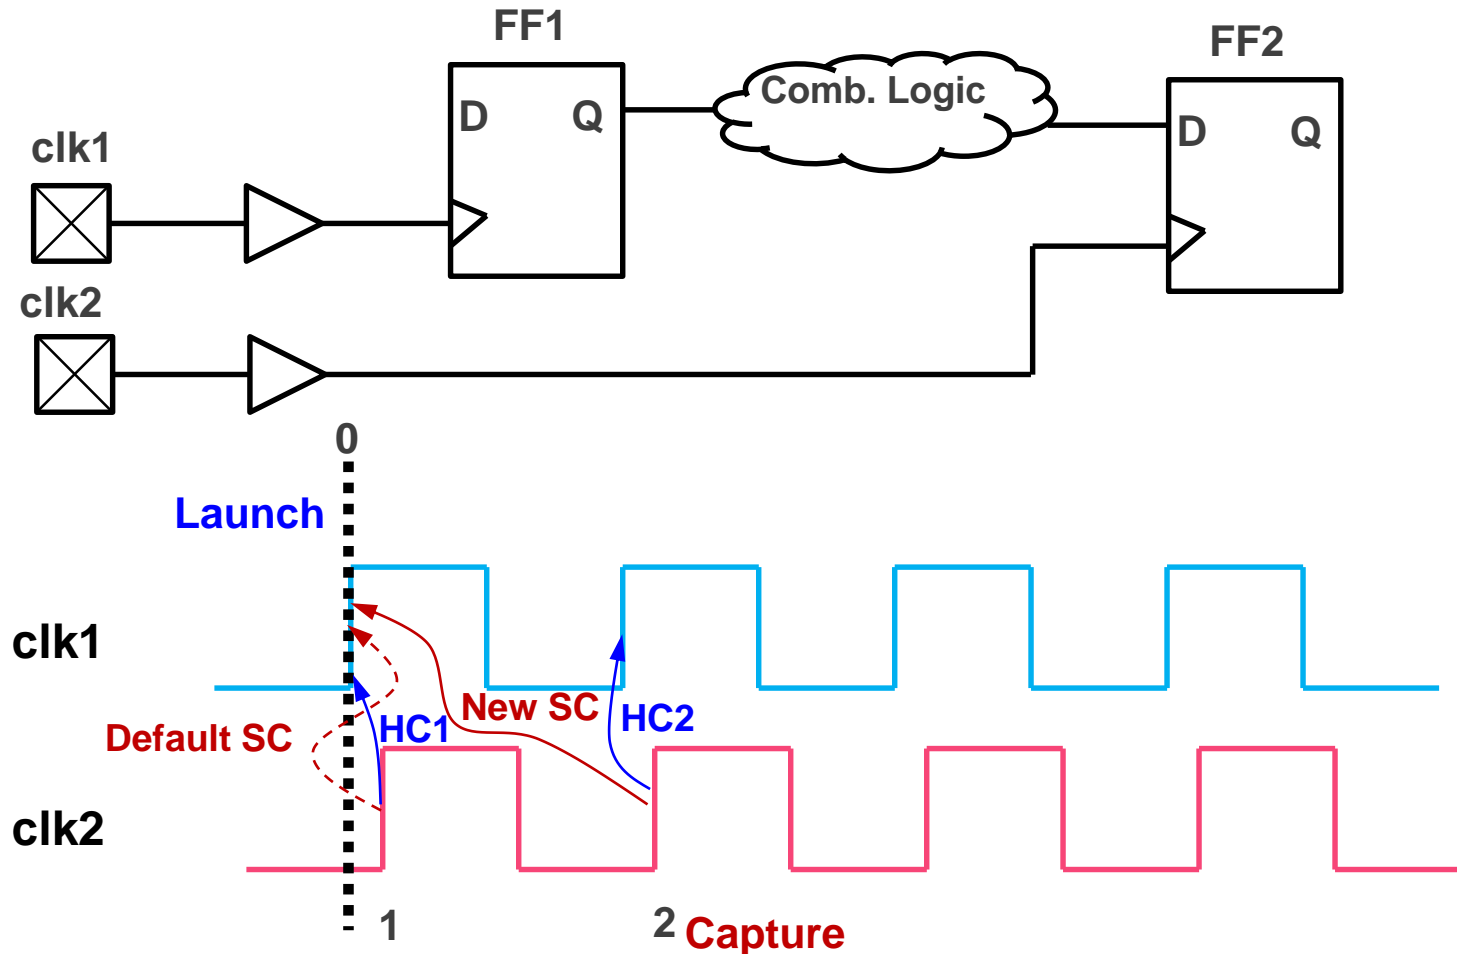 FF1
FF2
Comb. Logic
D
Q
D
Q
clk1
clk2
0
Launch
clk1
New SC
HC2
HC1
Default SC
clk2
1
2
Capture